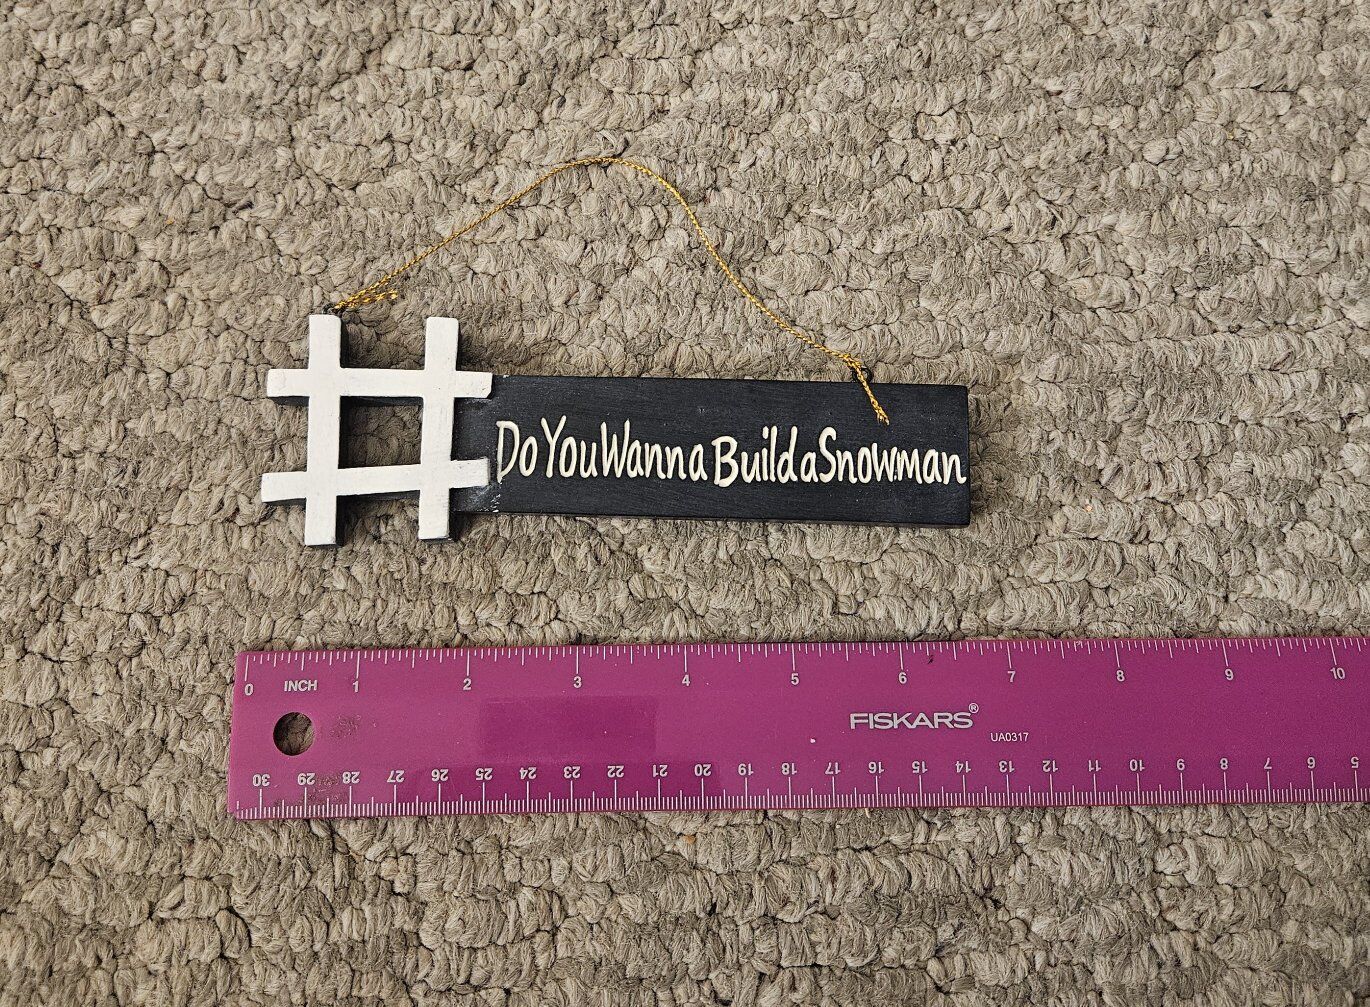 #DoYouWannaBuildaSnowman
0 INCH 1 2 3 4 5 6 7 8 9 10
FISKARS®
UA0317
30 29 28 27 26 25 24 23 22 21 20 19 18 17 16 15 14 13 12 11 10 9 8 7 6 5